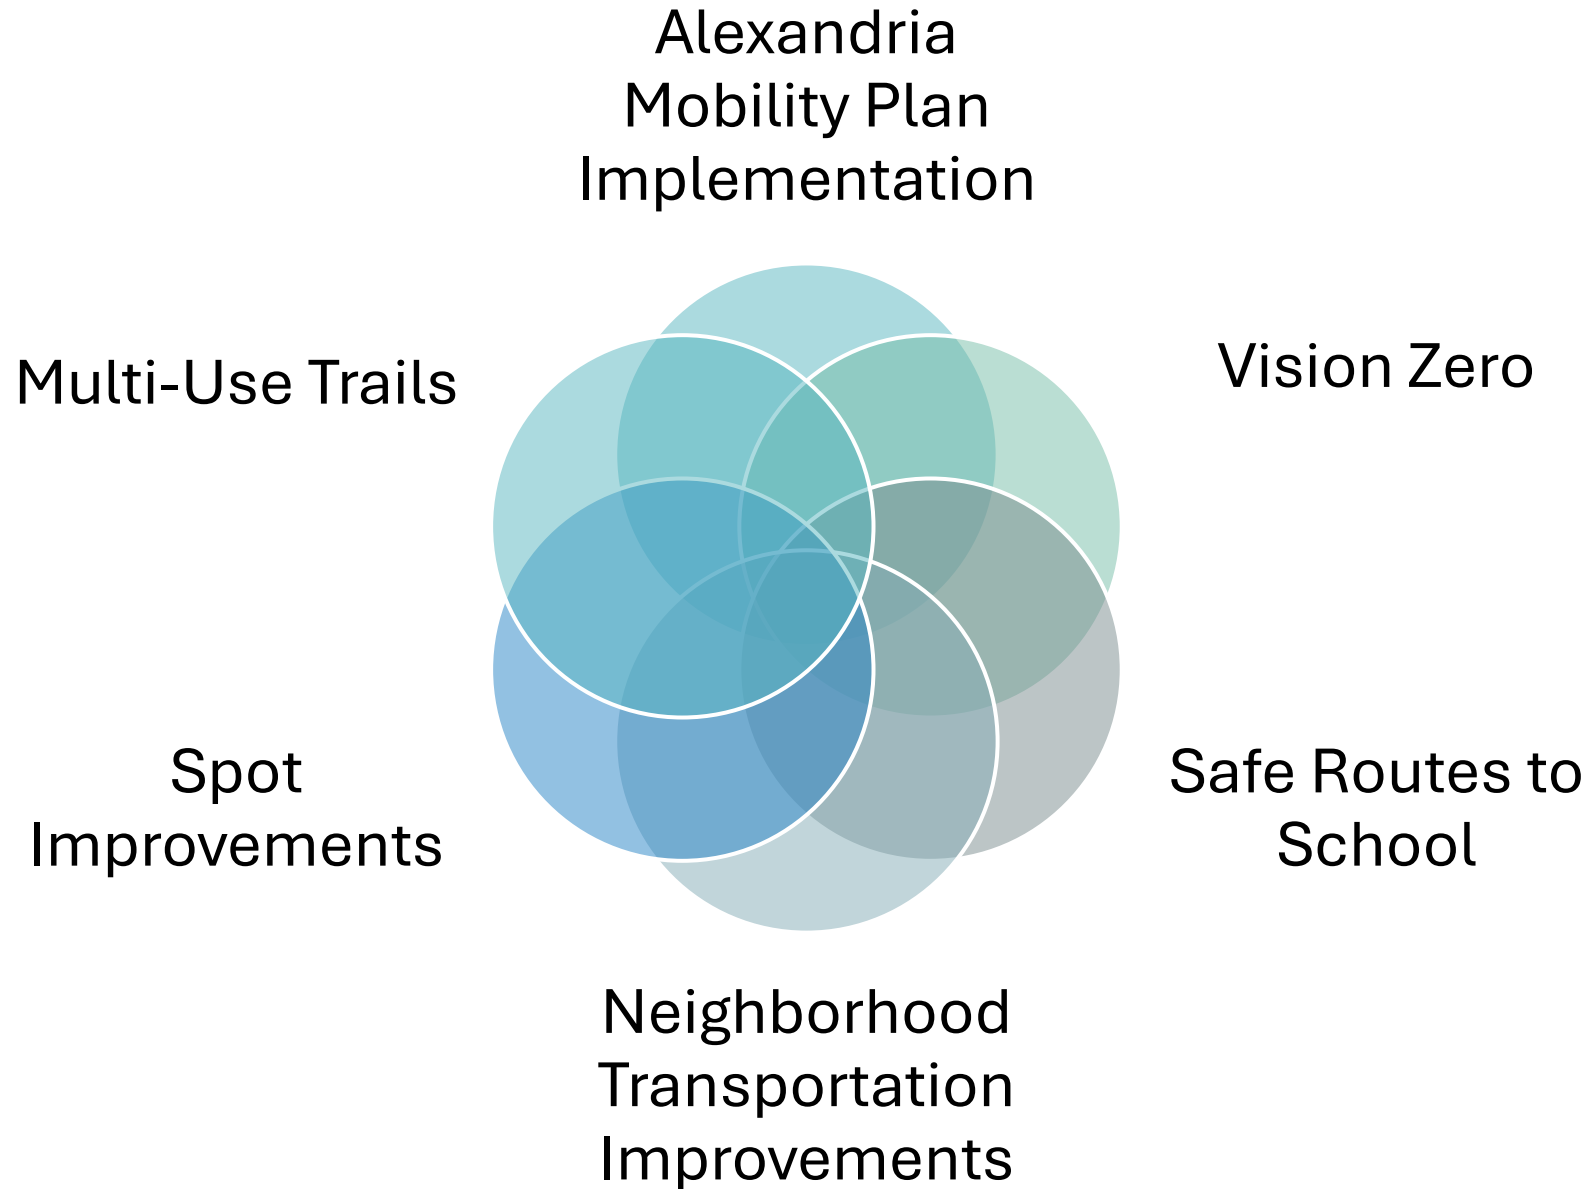 Alexandria
Mobility Plan
Implementation
Vision Zero
Multi-Use Trails
Spot
Improvements
Safe Routes to
School
Neighborhood
Transportation
Improvements